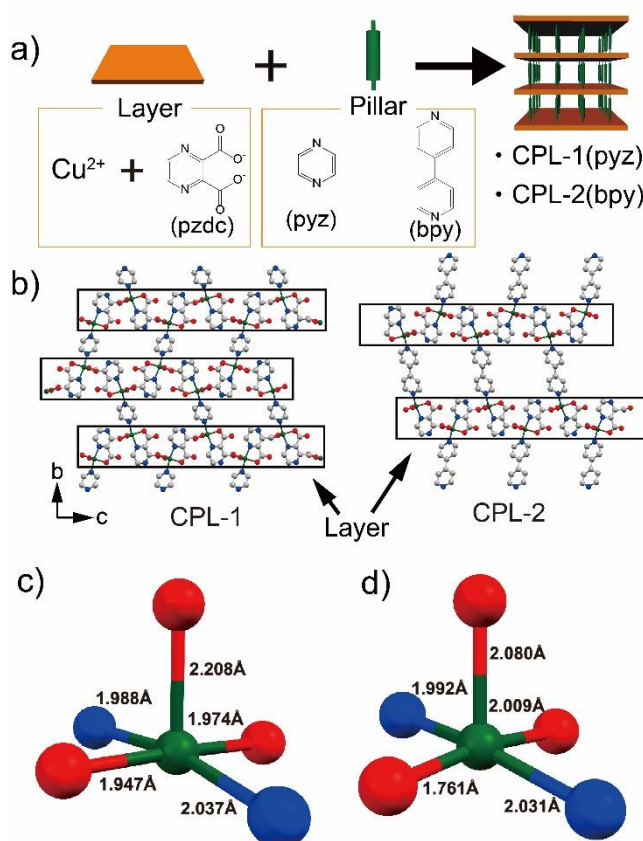 a)
Layer
+
Pillar
Cu²⁺ +
N
N
O
O⁻
O⁻
O
(pzdc)
N
N
(pyz)
N
N
(bpy)
・CPL-1(pyz)
・CPL-2(bpy)
b)
b
c
CPL-1
Layer
CPL-2
c)
2.208Å
1.988Å
1.974Å
1.947Å
2.037Å
d)
2.080Å
1.992Å
2.009Å
1.761Å
2.031Å